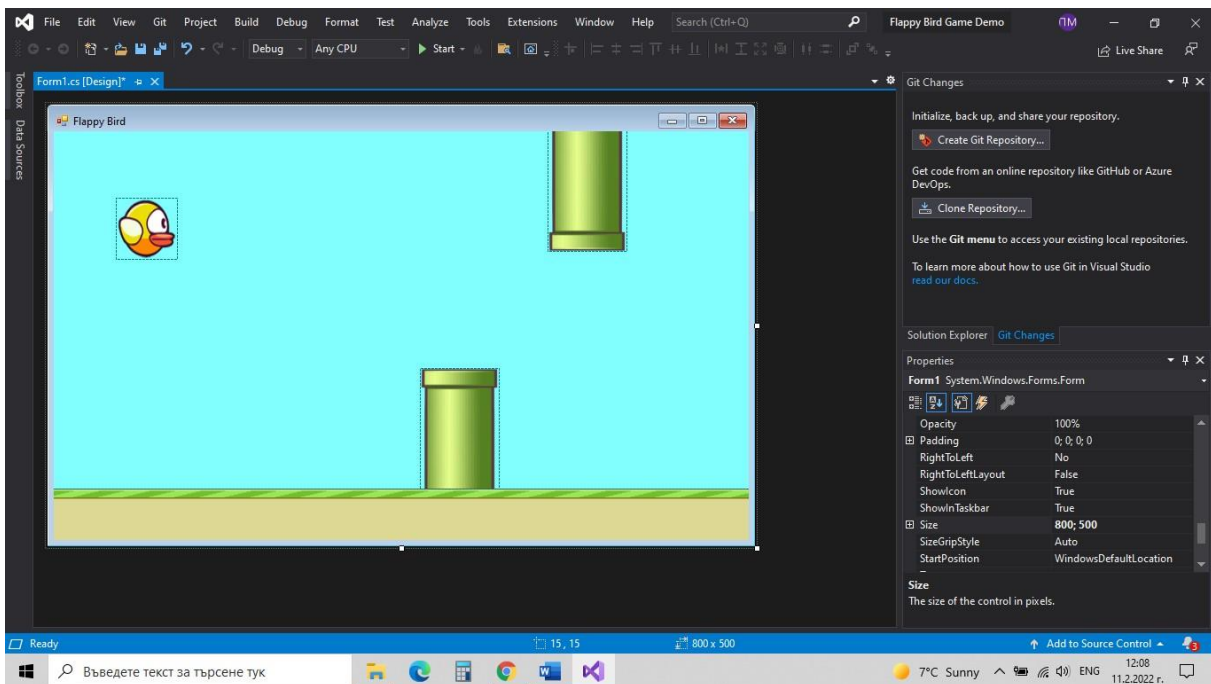 File Edit View Git Project Build Debug Format Test Analyze Tools Extensions Window Help Search (Ctrl+Q) Flappy Bird Game Demo ПМ
Debug Any CPU Start Live Share
Toolbox
Data Sources
Form1.cs [Design]*
Flappy Bird
Git Changes
Initialize, back up, and share your repository.
Create Git Repository...
Get code from an online repository like GitHub or Azure
DevOps.
Clone Repository...
Use the Git menu to access your existing local repositories.
To learn more about how to use Git in Visual Studio
read our docs.
Solution Explorer Git Changes
Properties
Form1 System.Windows.Forms.Form
Opacity 100%
Padding 0; 0; 0; 0
RightToLeft No
RightToLeftLayout False
ShowIcon True
ShowInTaskbar True
Size 800; 500
SizeGripStyle Auto
StartPosition WindowsDefaultLocation
Size
The size of the control in pixels.
Ready 15, 15 800 x 500 Add to Source Control 3
Въведете текст за търсене тук 7°C Sunny ENG 12:08
11.2.2022 г.